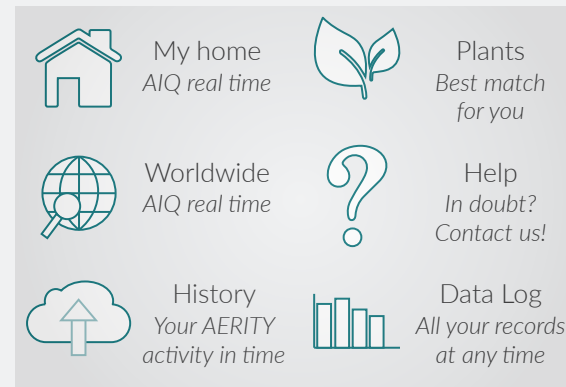 My home
AIQ real time
Plants
Best match
for you
Worldwide
AIQ real time
Help
In doubt?
Contact us!
History
Your AERITY
activity in time
Data Log
All your records
at any time